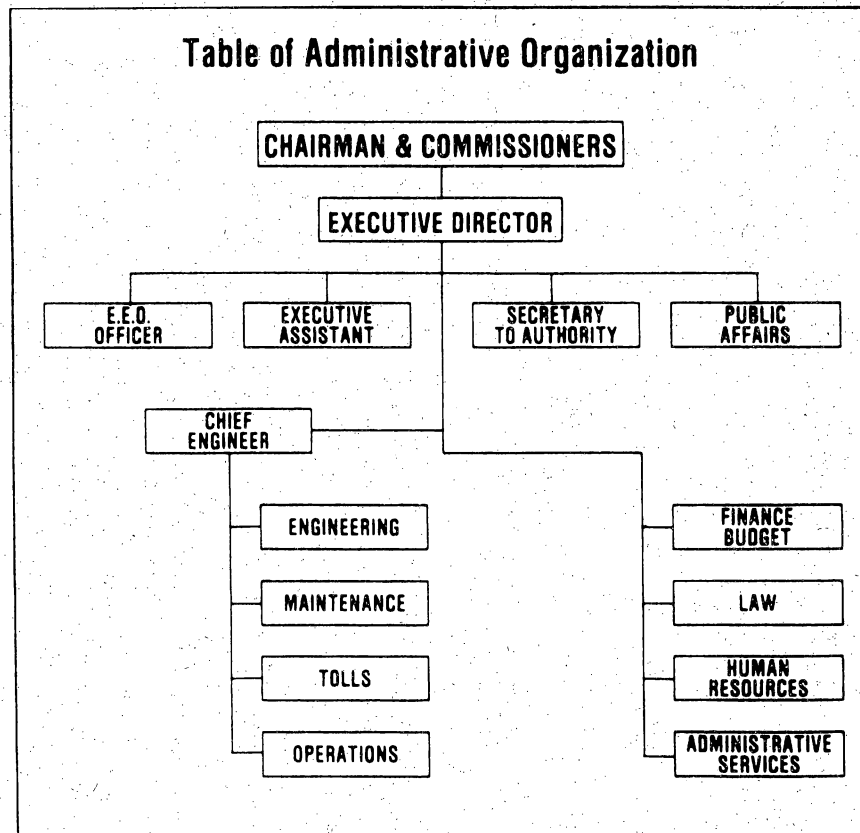 Table of Administrative Organization
CHAIRMAN & COMMISSIONERS
EXECUTIVE DIRECTOR
E.E.O.
OFFICER
EXECUTIVE
ASSISTANT
SECRETARY
TO AUTHORITY
PUBLIC
AFFAIRS
CHIEF
ENGINEER
ENGINEERING
MAINTENANCE
TOLLS
OPERATIONS
FINANCE
BUDGET
LAW
HUMAN
RESOURCES
ADMINISTRATIVE
SERVICES